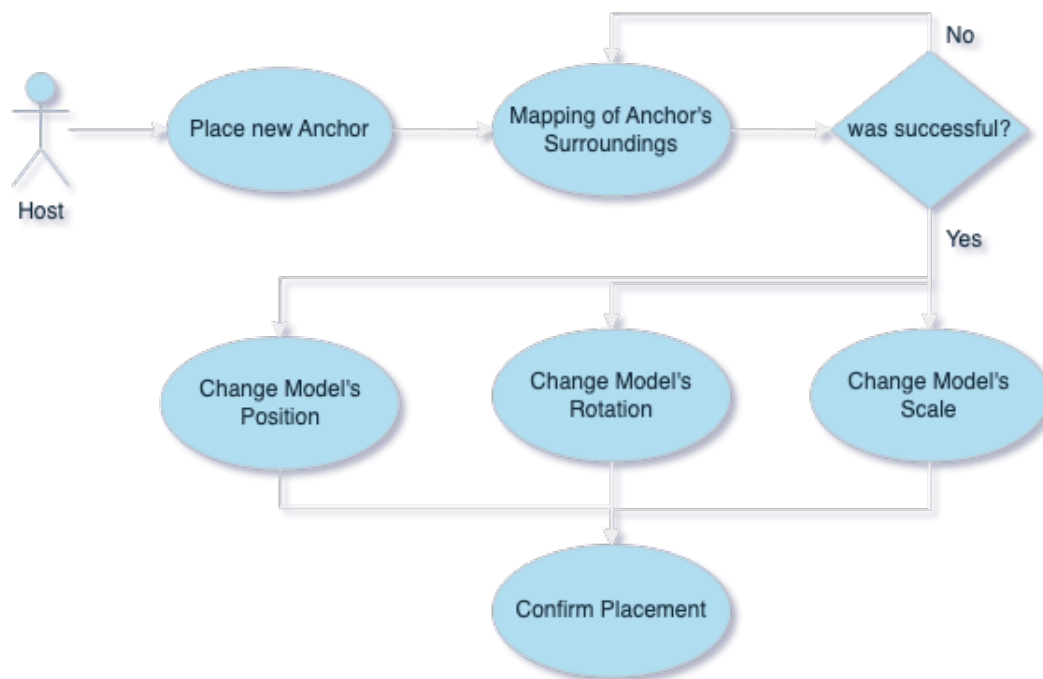 No
Place new Anchor
Mapping of Anchor's
Surroundings
was successful?
Host
Yes
Change Model's
Position
Change Model's
Rotation
Change Model's
Scale
Confirm Placement